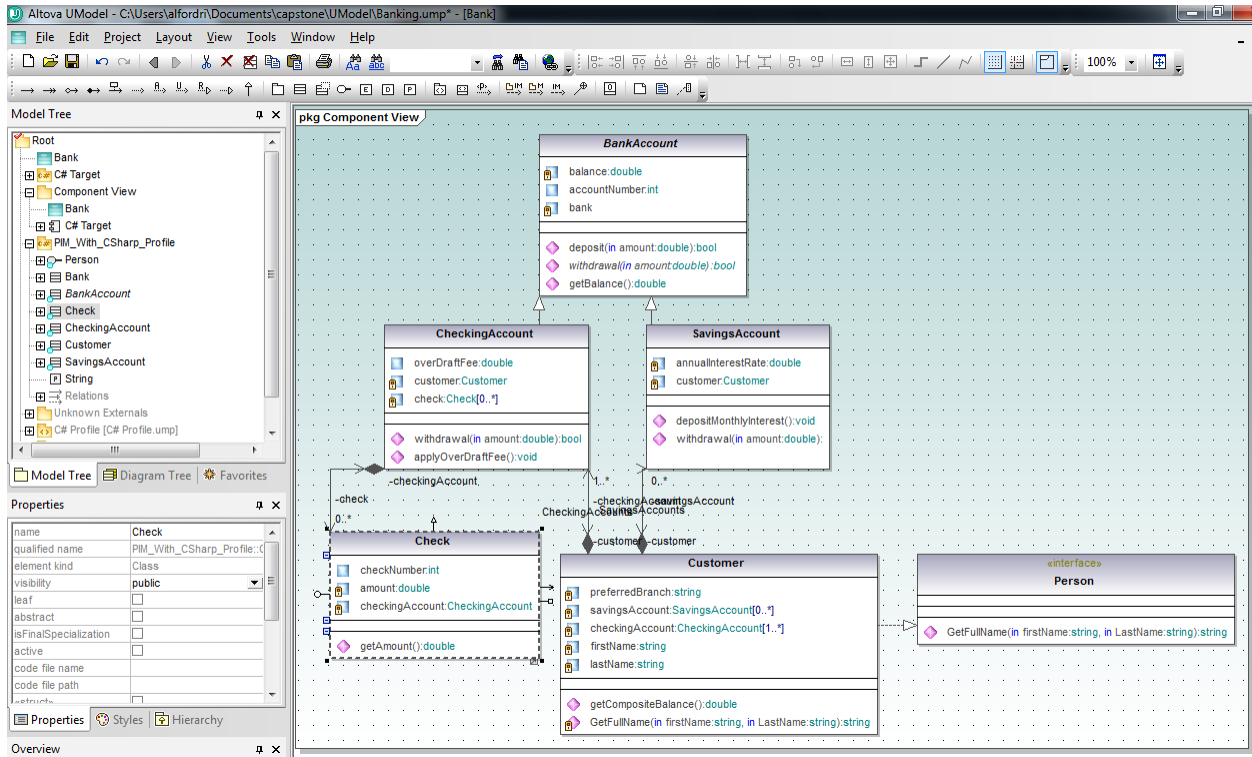 Altova UModel - C:\Users\alfordri\Documents\capstone\UModel\Banking.ump* - [Bank]
File Edit Project Layout View Tools Window Help
100%
Model Tree
Root
Bank
C# Target
Component View
Bank
C# Target
PIM_With_CSharp_Profile
Person
Bank
BankAccount
Check
CheckingAccount
Customer
SavingsAccount
String
Relations
Unknown Externals
C# Profile [C# Profile.ump]
Model Tree Diagram Tree Favorites
Properties
name Check
qualified name PIM_With_CSharp_Profile::C
element kind Class
visibility public
leaf
abstract
isFinalSpecialization
active
code file name
code file path
«struct»
Properties Styles Hierarchy
Overview
pkg Component View
BankAccount
balance:double
accountNumber:int
bank
deposit(in amount:double):bool
withdrawal(in amount:double):bool
getBalance():double
CheckingAccount
overDraftFee:double
customer:Customer
check:Check[0..*]
withdrawal(in amount:double):bool
applyOverDraftFee():void
SavingsAccount
annualInterestRate:double
customer:Customer
depositMonthlyInterest():void
withdrawal(in amount:double):
-checkingAccount
-check
0..*
1..*
0..*
-checkingAccount
-savingsAccount
CheckingAccounts
SavingsAccounts
-customer
-customer
Check
checkNumber:int
amount:double
checkingAccount:CheckingAccount
getAmount():double
Customer
preferredBranch:string
savingsAccount:SavingsAccount[0..*]
checkingAccount:CheckingAccount[1..*]
firstName:string
lastName:string
getCompositeBalance():double
GetFullName(in firstName:string, in LastName:string):string
«interface»
Person
GetFullName(in firstName:string, in LastName:string):string